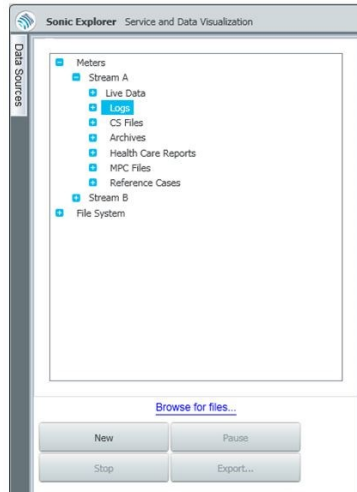 Sonic Explorer Service and Data Visualization
Data Sources
Meters
Stream A
Live Data
Logs
CS Files
Archives
Health Care Reports
MPC Files
Reference Cases
Stream B
File System
Browse for files...
New
Pause
Stop
Export...